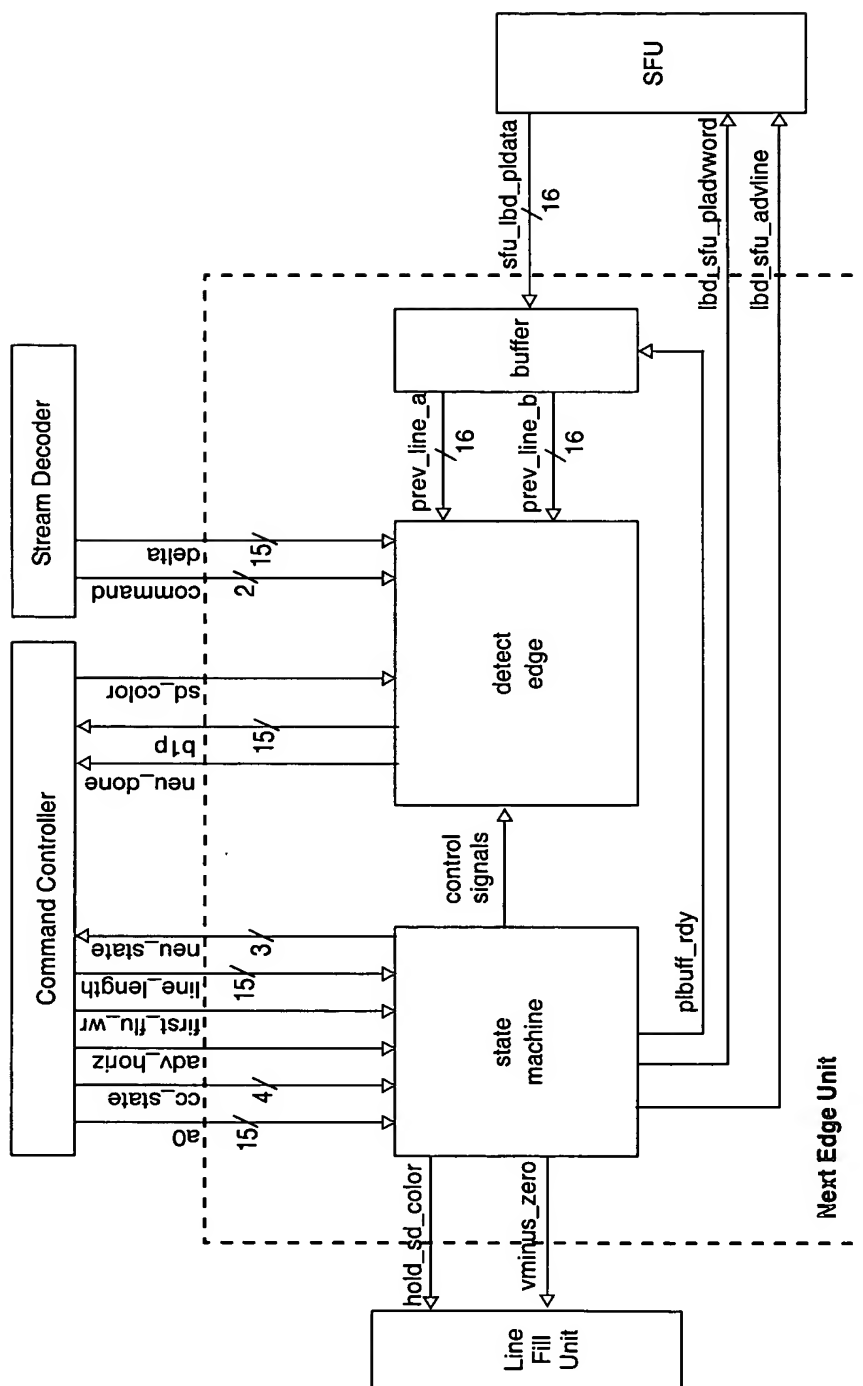 SFU
sfu_lbd_pldata
16
lbd_sfu_pladvword
lbd_sfu_advline
Stream Decoder
delta
15
command
2
buffer
prev_line_a
16
prev_line_b
16
Command Controller
sd_color
b1p
15
neu_done
detect
edge
control
signals
neu_state
3
line_length
15
first_flu_wr
adv_horiz
cc_state
4
a0
15
state
machine
plbuff_rdy
hold_sd_color
vminus_zero
Line
Fill
Unit
Next Edge Unit